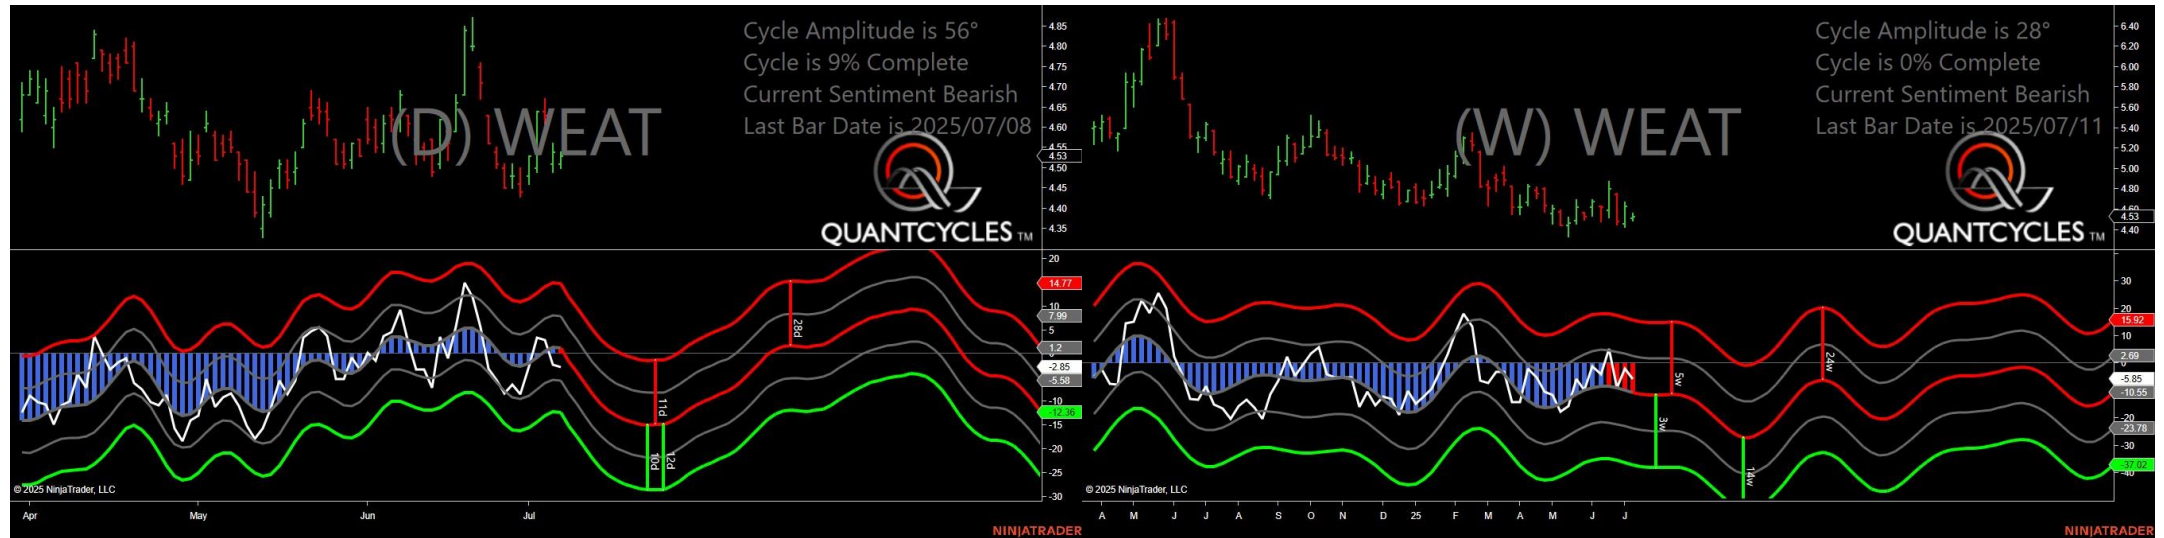 Cycle Amplitude is 56°
Cycle is 9% Complete
Current Sentiment Bearish
Last Bar Date is 2025/07/08
(D) WEAT
QUANTCYCLES TM
4.85
4.80
4.75
4.70
4.65
4.60
4.55
4.53
4.50
4.45
4.40
4.35
20
14.77
10
7.99
5
1.2
-2.85
-5.58
-10
-12.36
-15
-20
-25
-30
28d
11d
10d
12d
© 2025 NinjaTrader, LLC
Apr May Jun Jul
NINJATRADER
Cycle Amplitude is 28°
Cycle is 0% Complete
Current Sentiment Bearish
Last Bar Date is 2025/07/11
(W) WEAT
QUANTCYCLES TM
6.40
6.20
6.00
5.80
5.60
5.40
5.20
5.00
4.80
4.60
4.53
4.40
30
20
15.92
10
2.69
0
-5.85
-10.55
-20
-23.78
-30
-37.02
-40
5w
24w
3w
14w
© 2025 NinjaTrader, LLC
A M J J A S O N D 25 F M A M J J
NINJATRADER